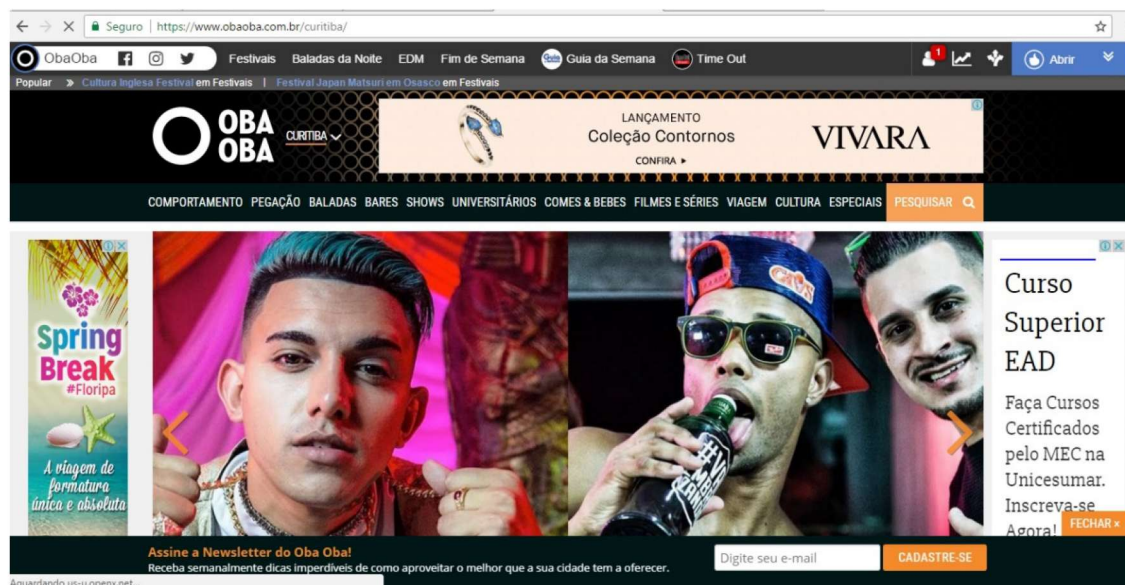 Seguro | https://www.obaoba.com.br/curitiba/
ObaOba Festivais Baladas da Noite EDM Fim de Semana Guia da Semana Time Out 1 Abrir
Popular » Cultura Inglesa Festival em Festivais | Festival Japan Matsuri em Osasco em Festivais
OBA
OBA
CURITIBA
LANÇAMENTO
Coleção Contornos
CONFIRA ▸
VIVARA
COMPORTAMENTO PEGAÇÃO BALADAS BARES SHOWS UNIVERSITÁRIOS COMES & BEBES FILMES E SÉRIES VIAGEM CULTURA ESPECIAIS PESQUISAR
Spring
Break
#Floripa
A viagem de
formatura
única e absoluta
Curso
Superior
EAD
Faça Cursos
Certificados
pelo MEC na
Unicesumar.
Inscreva-se
Agora!
FECHAR x
Assine a Newsletter do Oba Oba!
Receba semanalmente dicas imperdíveis de como aproveitar o melhor que a sua cidade tem a oferecer.
Digite seu e-mail
CADASTRE-SE
Aguardando us-u.openx.net...